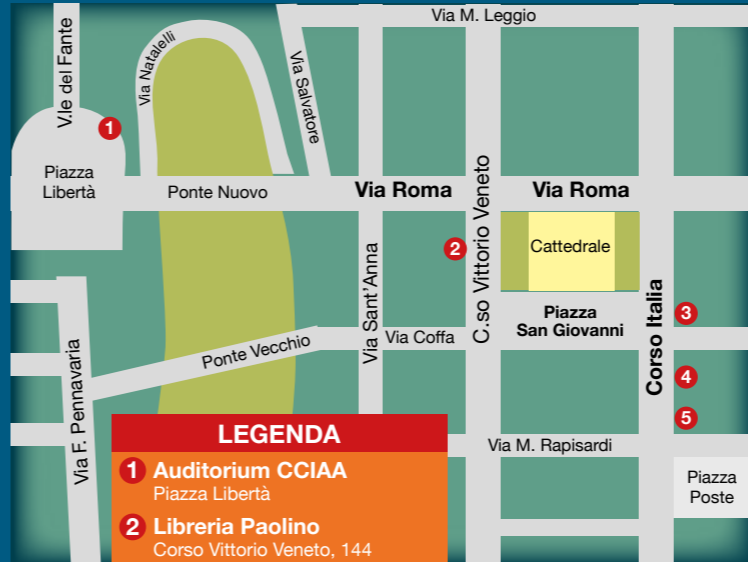 Via M. Leggio
V.le del Fante
Via Natalelli
Via Salvatore
1
Piazza
Libertà
Ponte Nuovo
Via Roma
Via Roma
C.so Vittorio Veneto
2
Cattedrale
Via Sant'Anna
Piazza
San Giovanni
Corso Italia
3
Via Coffa
Ponte Vecchio
Via F. Pennavaria
4
5
Via M. Rapisardi
Piazza
Poste
LEGENDA
1 Auditorium CCIAA
Piazza Libertà
2 Libreria Paolino
Corso Vittorio Veneto, 144